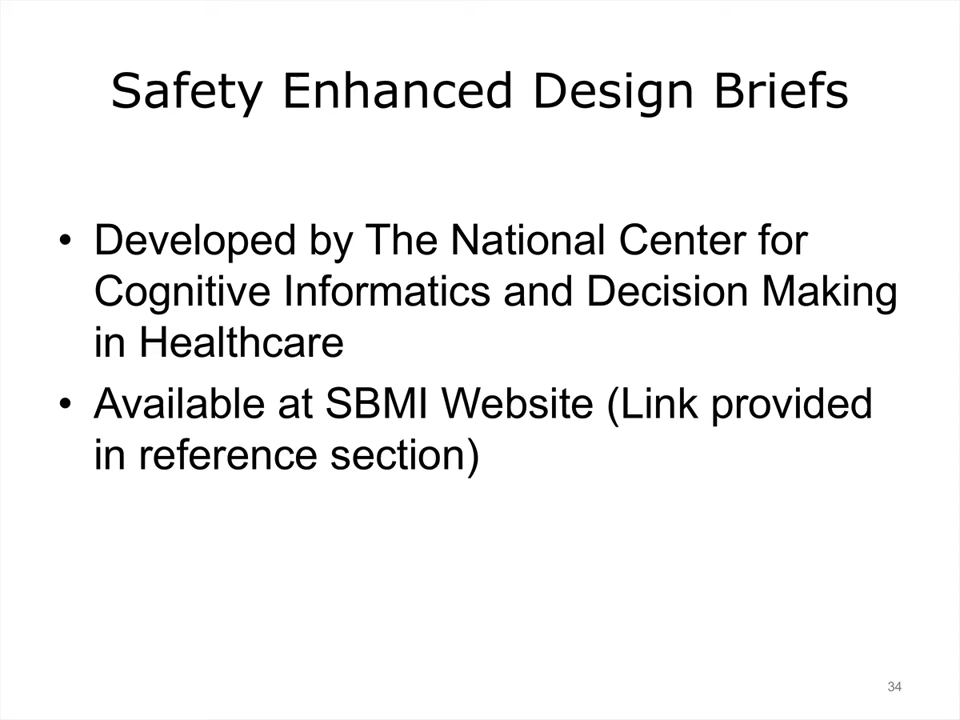 Safety Enhanced Design Briefs
• Developed by The National Center for
Cognitive Informatics and Decision Making
in Healthcare
• Available at SBMI Website (Link provided
in reference section)
34